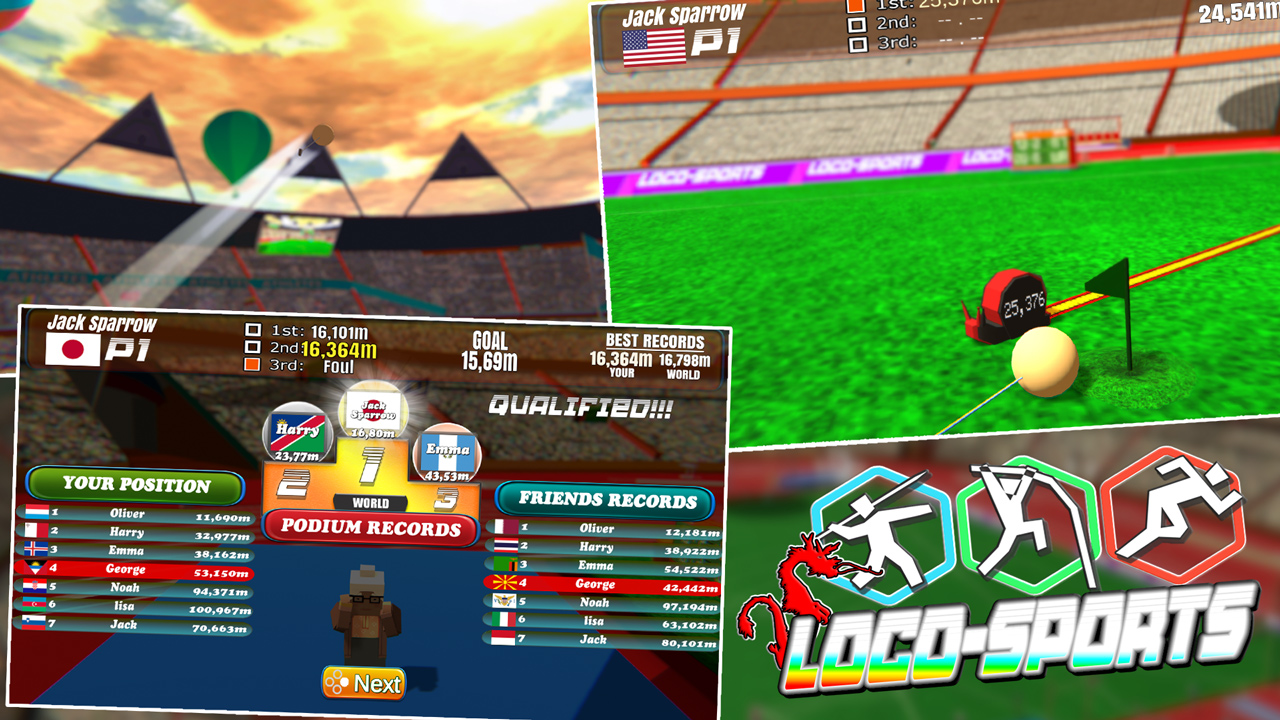 Jack Sparrow
P1
1st: 25,376m
2nd: -- . --
3rd: -- . --
24,541m
LOCO-SPORTS LOCO-SPORTS LOCO-
25,376
Jack Sparrow
P1
1st: 16,101m
2nd 16,364m
3rd: Foul
GOAL
15,69m
BEST RECORDS
16,364m 16,798m
YOUR WORLD
QUALIFIED!!!
Jack
Sparrow
16,80m
Harry
23,77m
Emma
43,53m
1
2
3
WORLD
PODIUM RECORDS
YOUR POSITION
1 Oliver 11,690m
2 Harry 32,977m
3 Emma 38,162m
4 George 53,150m
5 Noah 94,371m
6 lisa 100,967m
7 Jack 70,663m
FRIENDS RECORDS
1 Oliver 12,181m
2 Harry 38,922m
3 Emma 54,522m
4 George 42,442m
5 Noah 97,194m
6 lisa 63,102m
7 Jack 80,101m
Next
LOCO-SPORTS